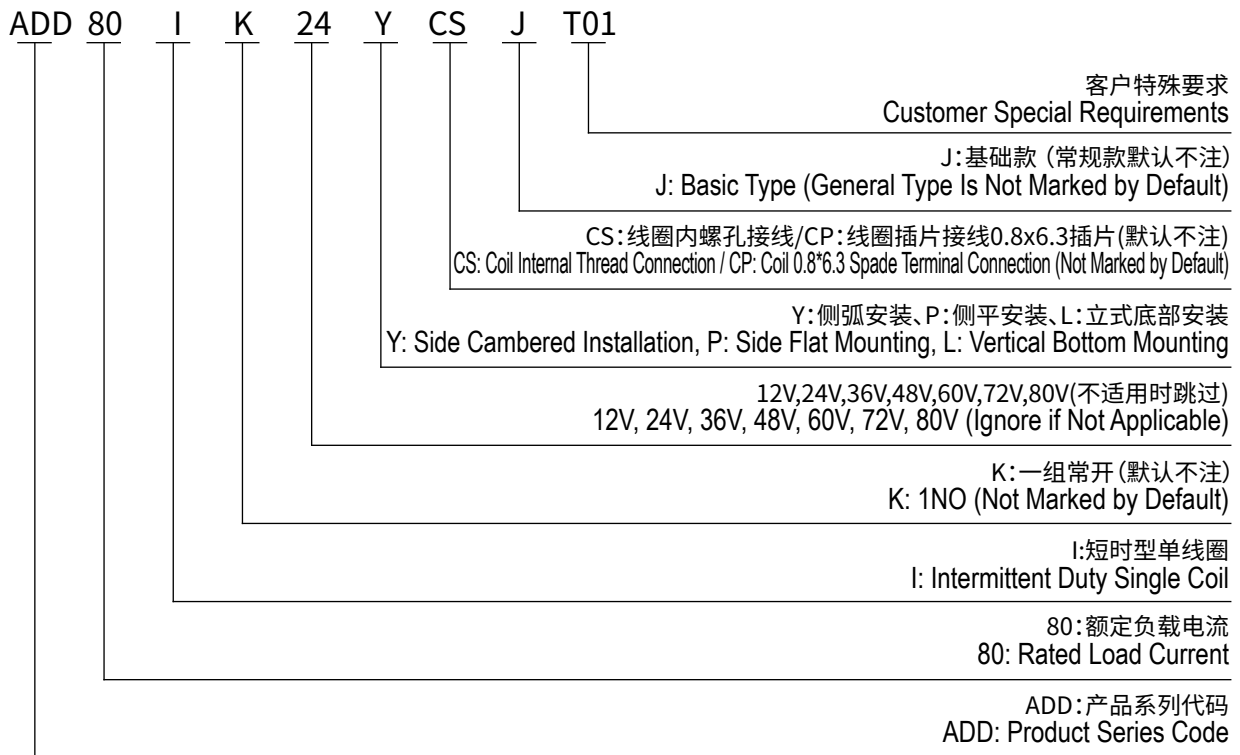 ADD 80 I K 24 Y CS J T01
客户特殊要求
Customer Special Requirements
J:基础款 (常规款默认不注)
J: Basic Type (General Type Is Not Marked by Default)
CS:线圈内螺孔接线/CP:线圈插片接线0.8x6.3插片(默认不注)
CS: Coil Internal Thread Connection / CP: Coil 0.8*6.3 Spade Terminal Connection (Not Marked by Default)
Y:侧弧安装、P:侧平安装、L:立式底部安装
Y: Side Cambered Installation, P: Side Flat Mounting, L: Vertical Bottom Mounting
12V,24V,36V,48V,60V,72V,80V(不适用时跳过)
12V, 24V, 36V, 48V, 60V, 72V, 80V (Ignore if Not Applicable)
K:一组常开(默认不注)
K: 1NO (Not Marked by Default)
I:短时型单线圈
I: Intermittent Duty Single Coil
80:额定负载电流
80: Rated Load Current
ADD:产品系列代码
ADD: Product Series Code